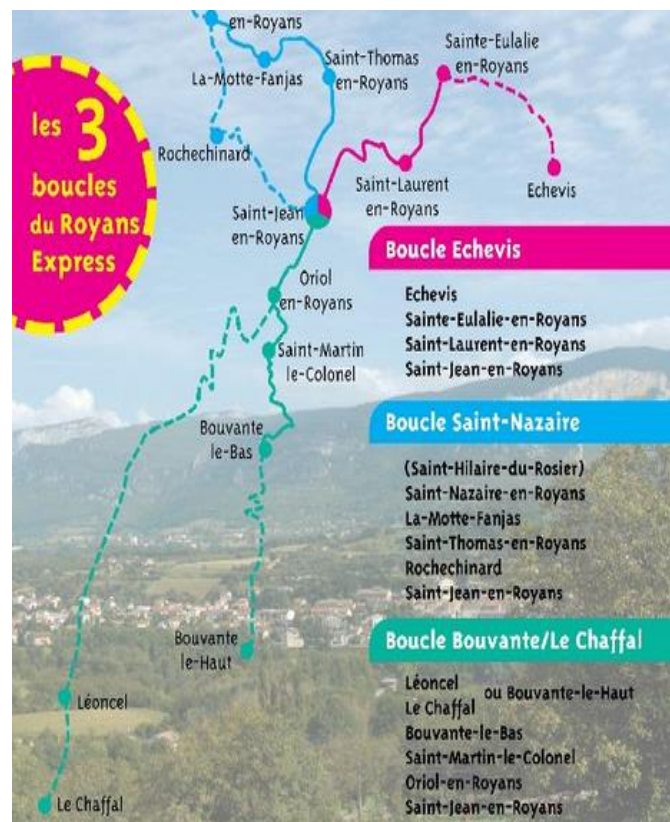 en-Royans
La-Motte-Fanjas
Saint-Thomas
en-Royans
Sainte-Eulalie
en-Royans
les 3
boucles
du Royans
Express
Rochechinard
Saint-Laurent
en-Royans
Echevis
Saint-Jean
en-Royans
Oriol
en-Royans
Saint-Martin
le-Colonel
Bouvante
le-Bas
Bouvante
le-Haut
Léoncel
Le Chaffal
Boucle Echevis
Echevis
Sainte-Eulalie-en-Royans
Saint-Laurent-en-Royans
Saint-Jean-en-Royans
Boucle Saint-Nazaire
(Saint-Hilaire-du-Rosier)
Saint-Nazaire-en-Royans
La-Motte-Fanjas
Saint-Thomas-en-Royans
Rochechinard
Saint-Jean-en-Royans
Boucle Bouvante/Le Chaffal
Léoncel
ou Bouvante-le-Haut
Le Chaffal
Bouvante-le-Bas
Saint-Martin-le-Colonel
Oriol-en-Royans
Saint-Jean-en-Royans